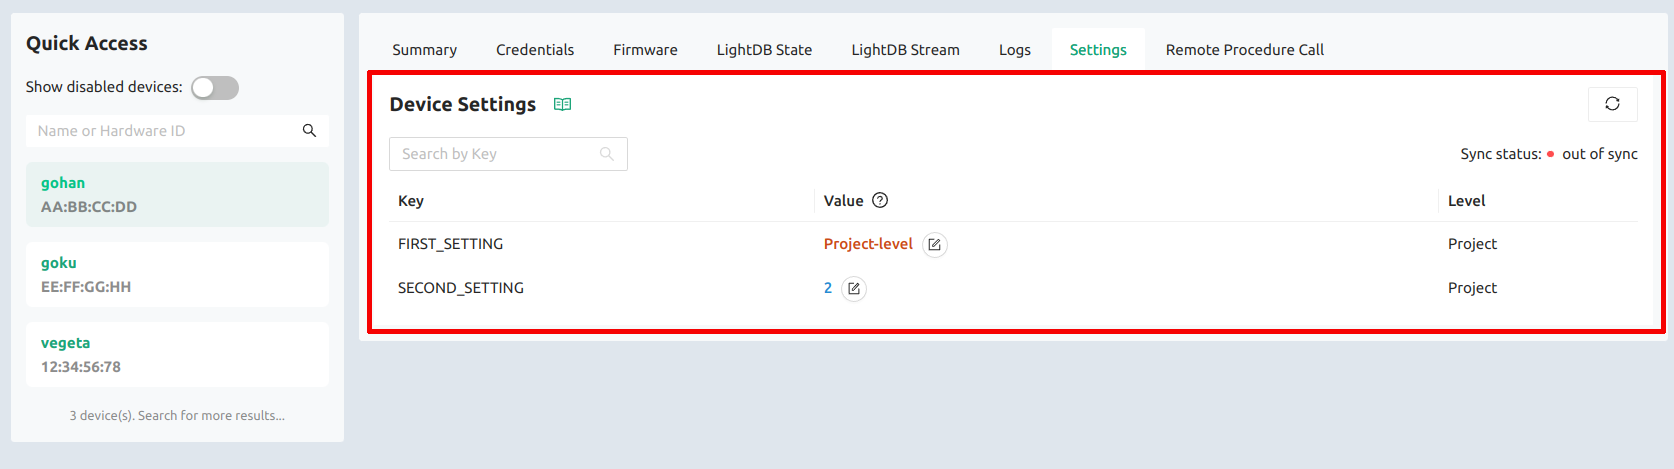 Quick Access
Show disabled devices:
Name or Hardware ID
gohan
AA:BB:CC:DD
goku
EE:FF:GG:HH
vegeta
12:34:56:78
3 device(s). Search for more results...
Summary Credentials Firmware LightDB State LightDB Stream Logs Settings Remote Procedure Call
Device Settings
Search by Key
Sync status: out of sync
Key Value ? Level
FIRST_SETTING Project-level Project
SECOND_SETTING 2 Project